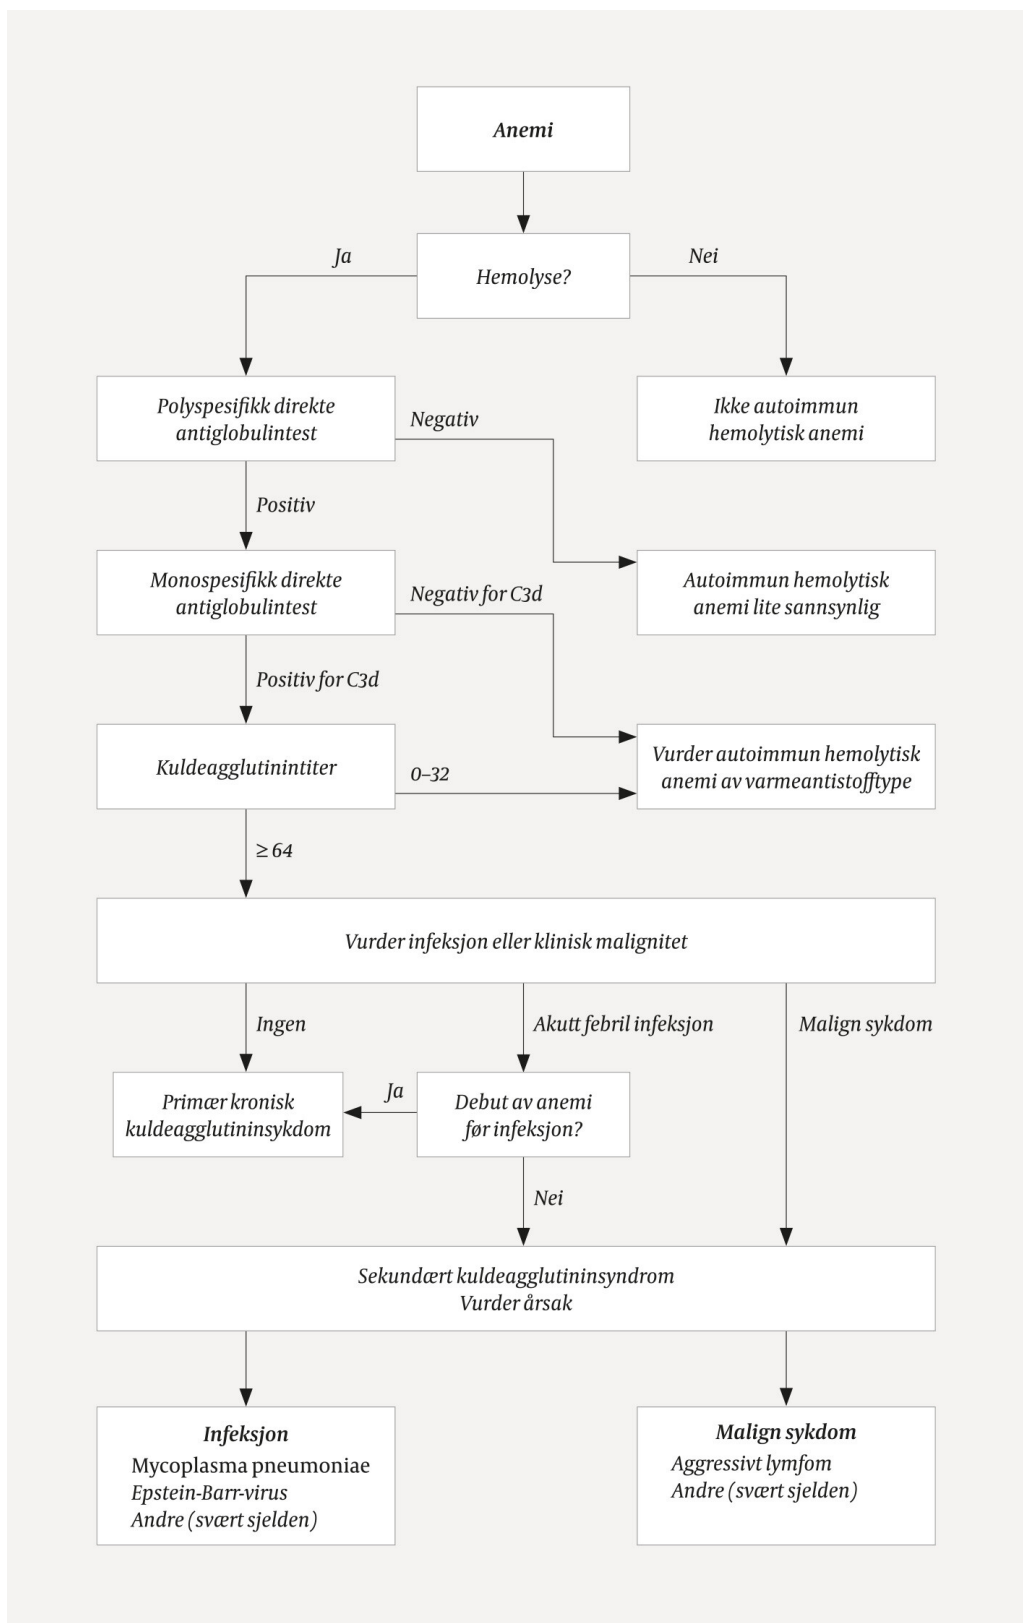 Anemi
Ja
Nei
Hemolyse?
Polyspesifikk direkte
antiglobulintest
Negativ
Ikke autoimmun
hemolytisk anemi
Positiv
Monospesifikk direkte
antiglobulintest
Negativ for C3d
Autoimmun hemolytisk
anemi lite sannsynlig
Positiv for C3d
Kuldeagglutinintiter
0–32
Vurder autoimmun hemolytisk
anemi av varmeantistofftype
≥ 64
Vurder infeksjon eller klinisk malignitet
Ingen
Akutt febril infeksjon
Malign sykdom
Primær kronisk
kuldeagglutininsykdom
Ja
Debut av anemi
før infeksjon?
Nei
Sekundært kuldeagglutininsyndrom
Vurder årsak
Infeksjon
Mycoplasma pneumoniae
Epstein-Barr-virus
Andre (svært sjelden)
Malign sykdom
Aggressivt lymfom
Andre (svært sjelden)